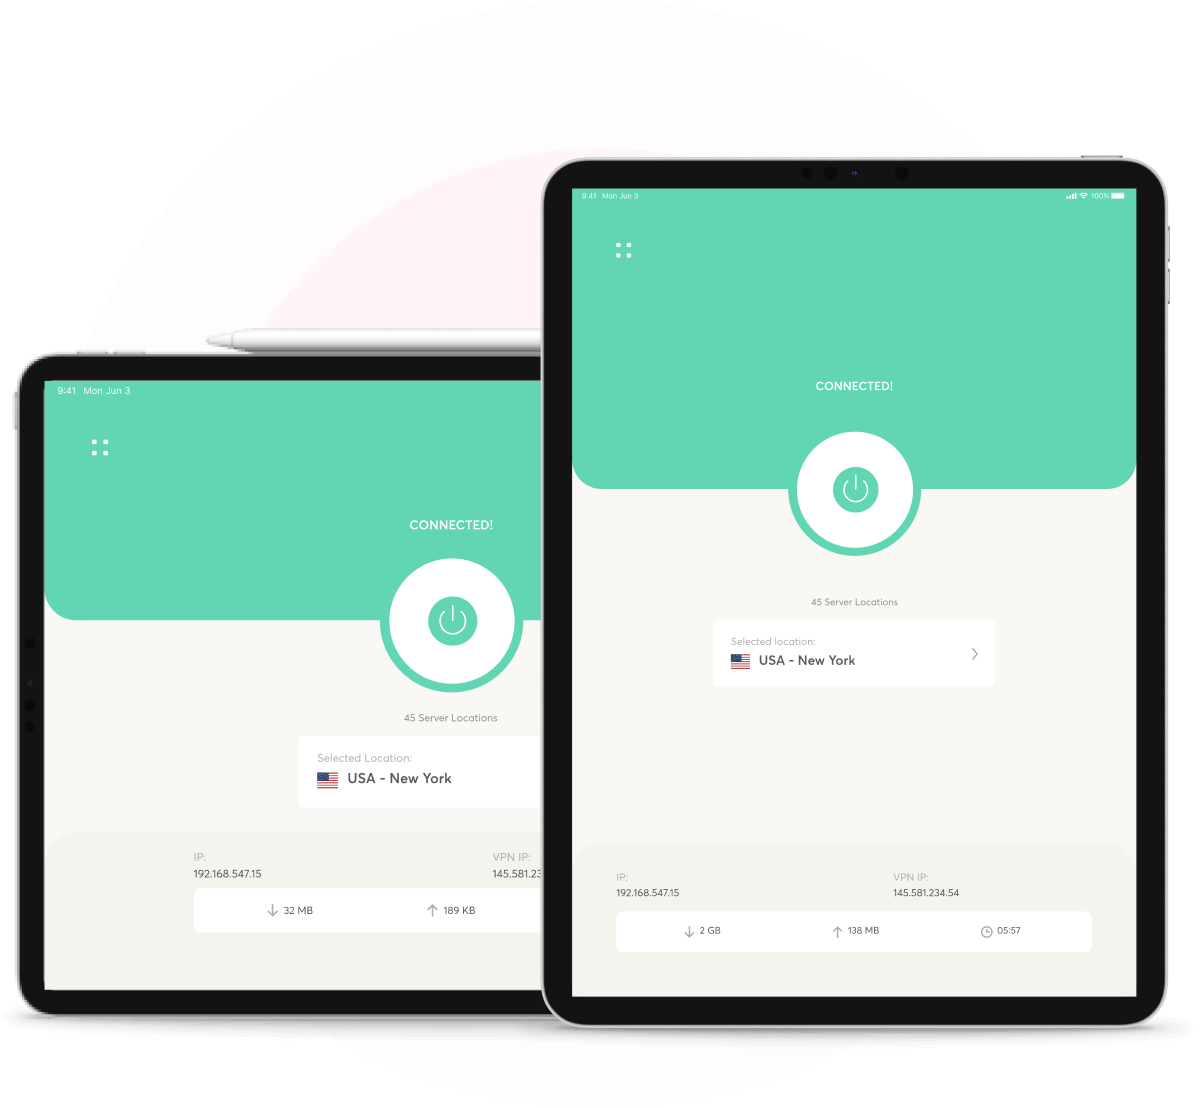 9:41 Mon Jun 3
CONNECTED!
45 Server Locations
Selected Location:
USA - New York
IP:
192.168.547.15
VPN IP:
145.581.23
32 MB
189 KB
9:41 Mon Jun 3
100%
CONNECTED!
45 Server Locations
Selected location:
USA - New York
IP:
192.168.547.15
VPN IP:
145.581.234.54
2 GB
138 MB
05:57